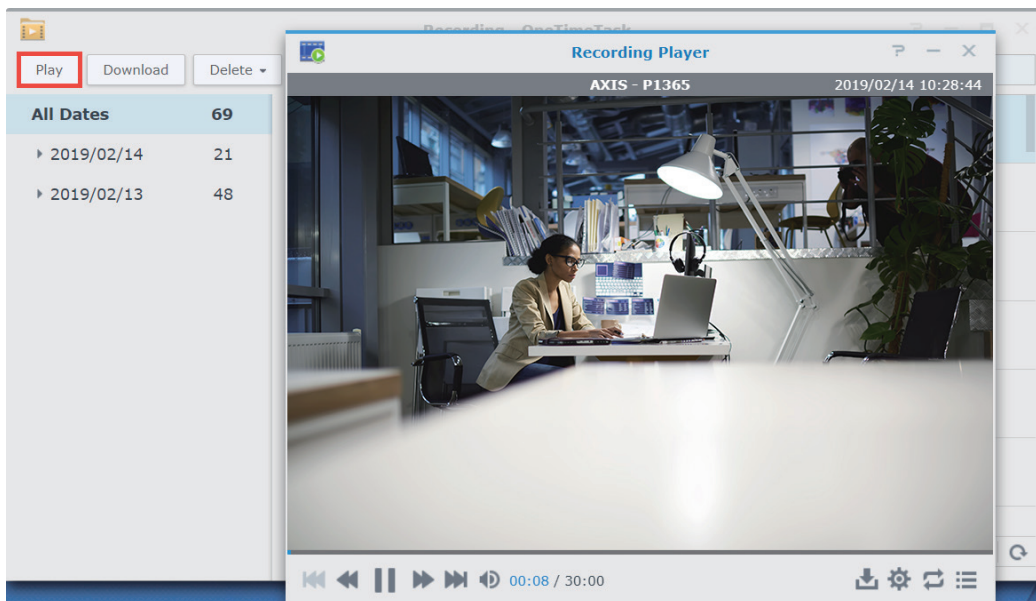 Recording - OneTimeTask
Play Download Delete
Recording Player
AXIS - P1365 2019/02/14 10:28:44
All Dates 69
2019/02/14 21
2019/02/13 48
00:08 / 30:00